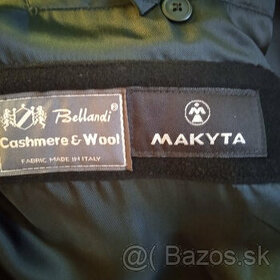 Bellandi®
Cashmere & Wool
FABRIC MADE IN ITALY
MAKYTA
@ Bazos.sk